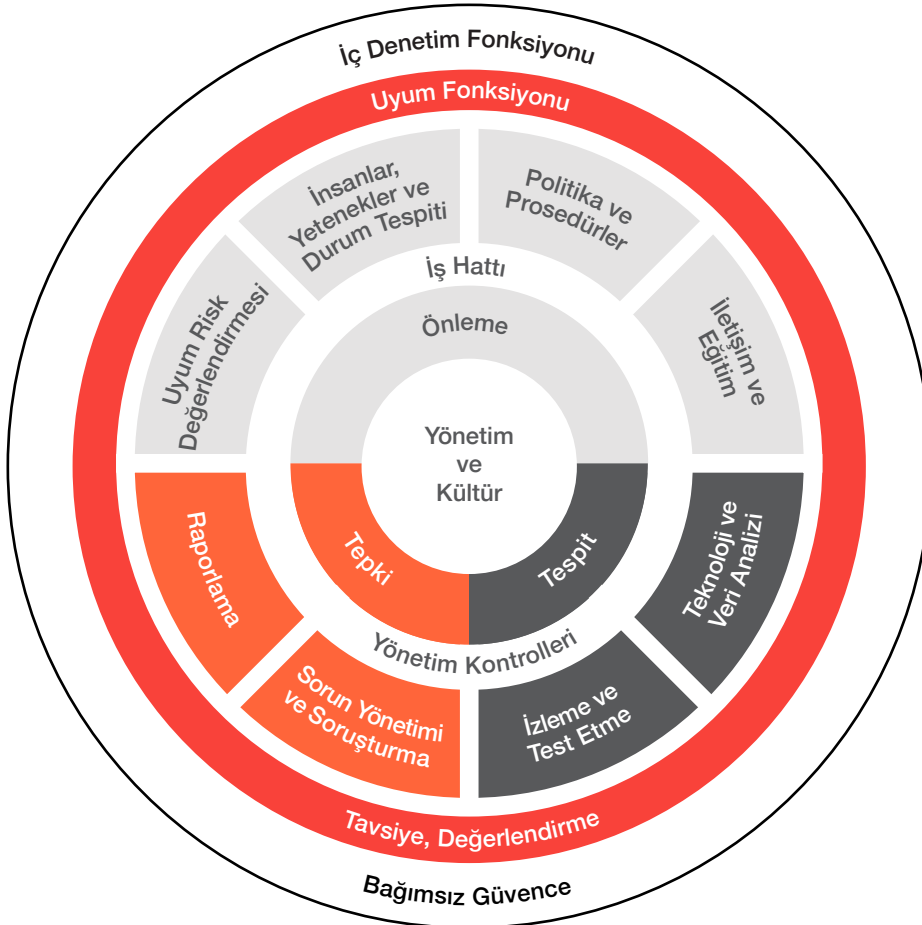 İç Denetim Fonksiyonu
Uyum Fonksiyonu
İnsanlar,
Yetenekler ve
Durum Tespiti
Politika ve
Prosedürler
Uyum Risk
Değerlendirmesi
İş Hattı
İletişim ve
Eğitim
Önleme
Yönetim
ve
Kültür
Tepki
Tespit
Raporlama
Teknoloji ve
Veri Analizi
Yönetim Kontrolleri
Sorun Yönetimi
ve Soruşturma
İzleme ve
Test Etme
Tavsiye, Değerlendirme
Bağımsız Güvence